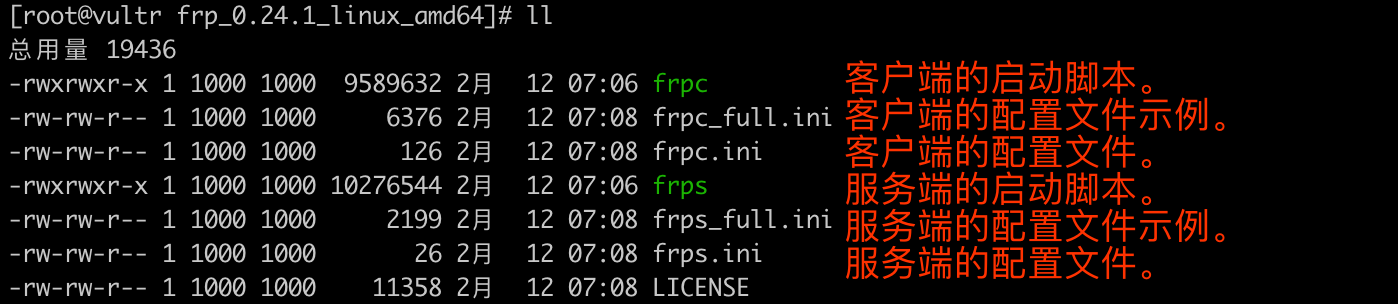 [root@vultr frp_0.24.1_linux_amd64]# ll
总用量 19436
-rwxrwxr-x 1 1000 1000  9589632 2月  12 07:06 frpc 客户端的启动脚本。
-rw-rw-r-- 1 1000 1000     6376 2月  12 07:08 frpc_full.ini 客户端的配置文件示例。
-rw-rw-r-- 1 1000 1000      126 2月  12 07:08 frpc.ini 客户端的配置文件。
-rwxrwxr-x 1 1000 1000 10276544 2月  12 07:06 frps 服务端的启动脚本。
-rw-rw-r-- 1 1000 1000     2199 2月  12 07:08 frps_full.ini 服务端的配置文件示例。
-rw-rw-r-- 1 1000 1000       26 2月  12 07:08 frps.ini 服务端的配置文件。
-rw-rw-r-- 1 1000 1000    11358 2月  12 07:08 LICENSE